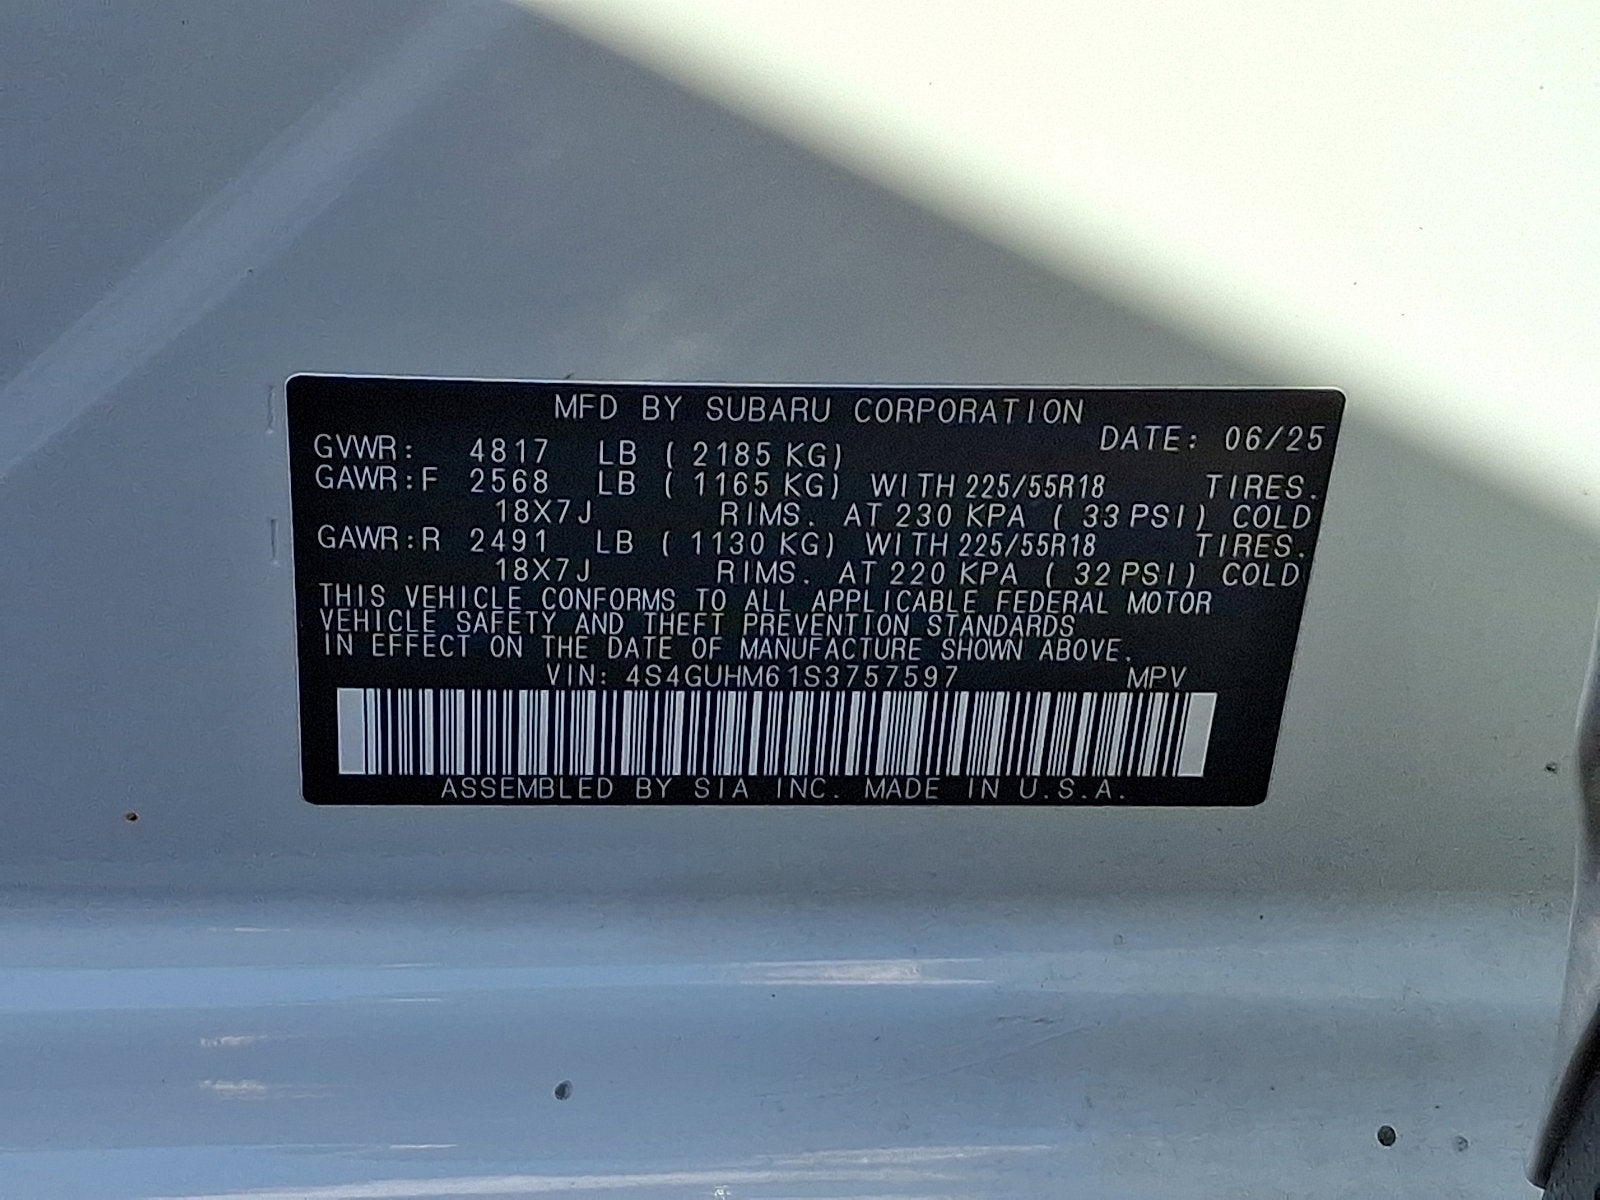 MFD BY SUBARU CORPORATION
DATE: 06/25
GVWR: 4817 LB ( 2185 KG)
GAWR:F 2568 LB ( 1165 KG) WITH 225/55R18 TIRES.
18X7J RIMS. AT 230 KPA ( 33 PSI) COLD
GAWR:R 2491 LB ( 1130 KG) WITH 225/55R18 TIRES.
18X7J RIMS. AT 220 KPA ( 32 PSI) COLD
THIS VEHICLE CONFORMS TO ALL APPLICABLE FEDERAL MOTOR
VEHICLE SAFETY AND THEFT PREVENTION STANDARDS
IN EFFECT ON THE DATE OF MANUFACTURE SHOWN ABOVE.
VIN: 4S4GUHM61S3757597 MPV
ASSEMBLED BY SIA INC. MADE IN U.S.A.